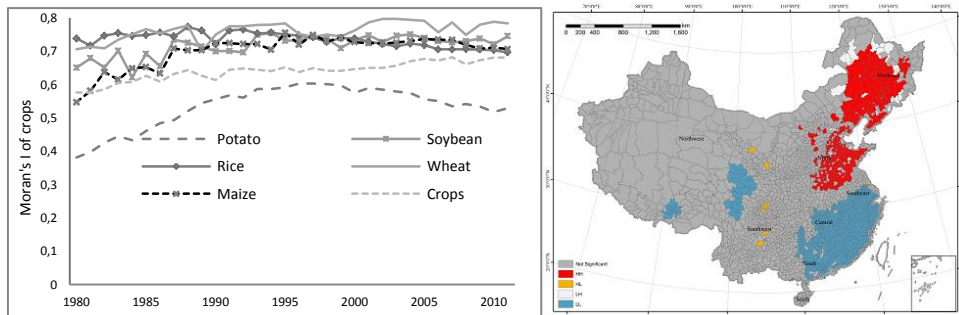 Moran's I of crops
0,8
0,7
0,6
0,5
0,4
0,3
0,2
0,1
0
1980
1985
1990
1995
2000
2005
2010
Potato
Soybean
Rice
Wheat
Maize
Crops
km
0 200 400 800 1,200 1,600
Northwest
Southwest
Central
South
Southeast
Not Significant
HH
HL
LH
LL